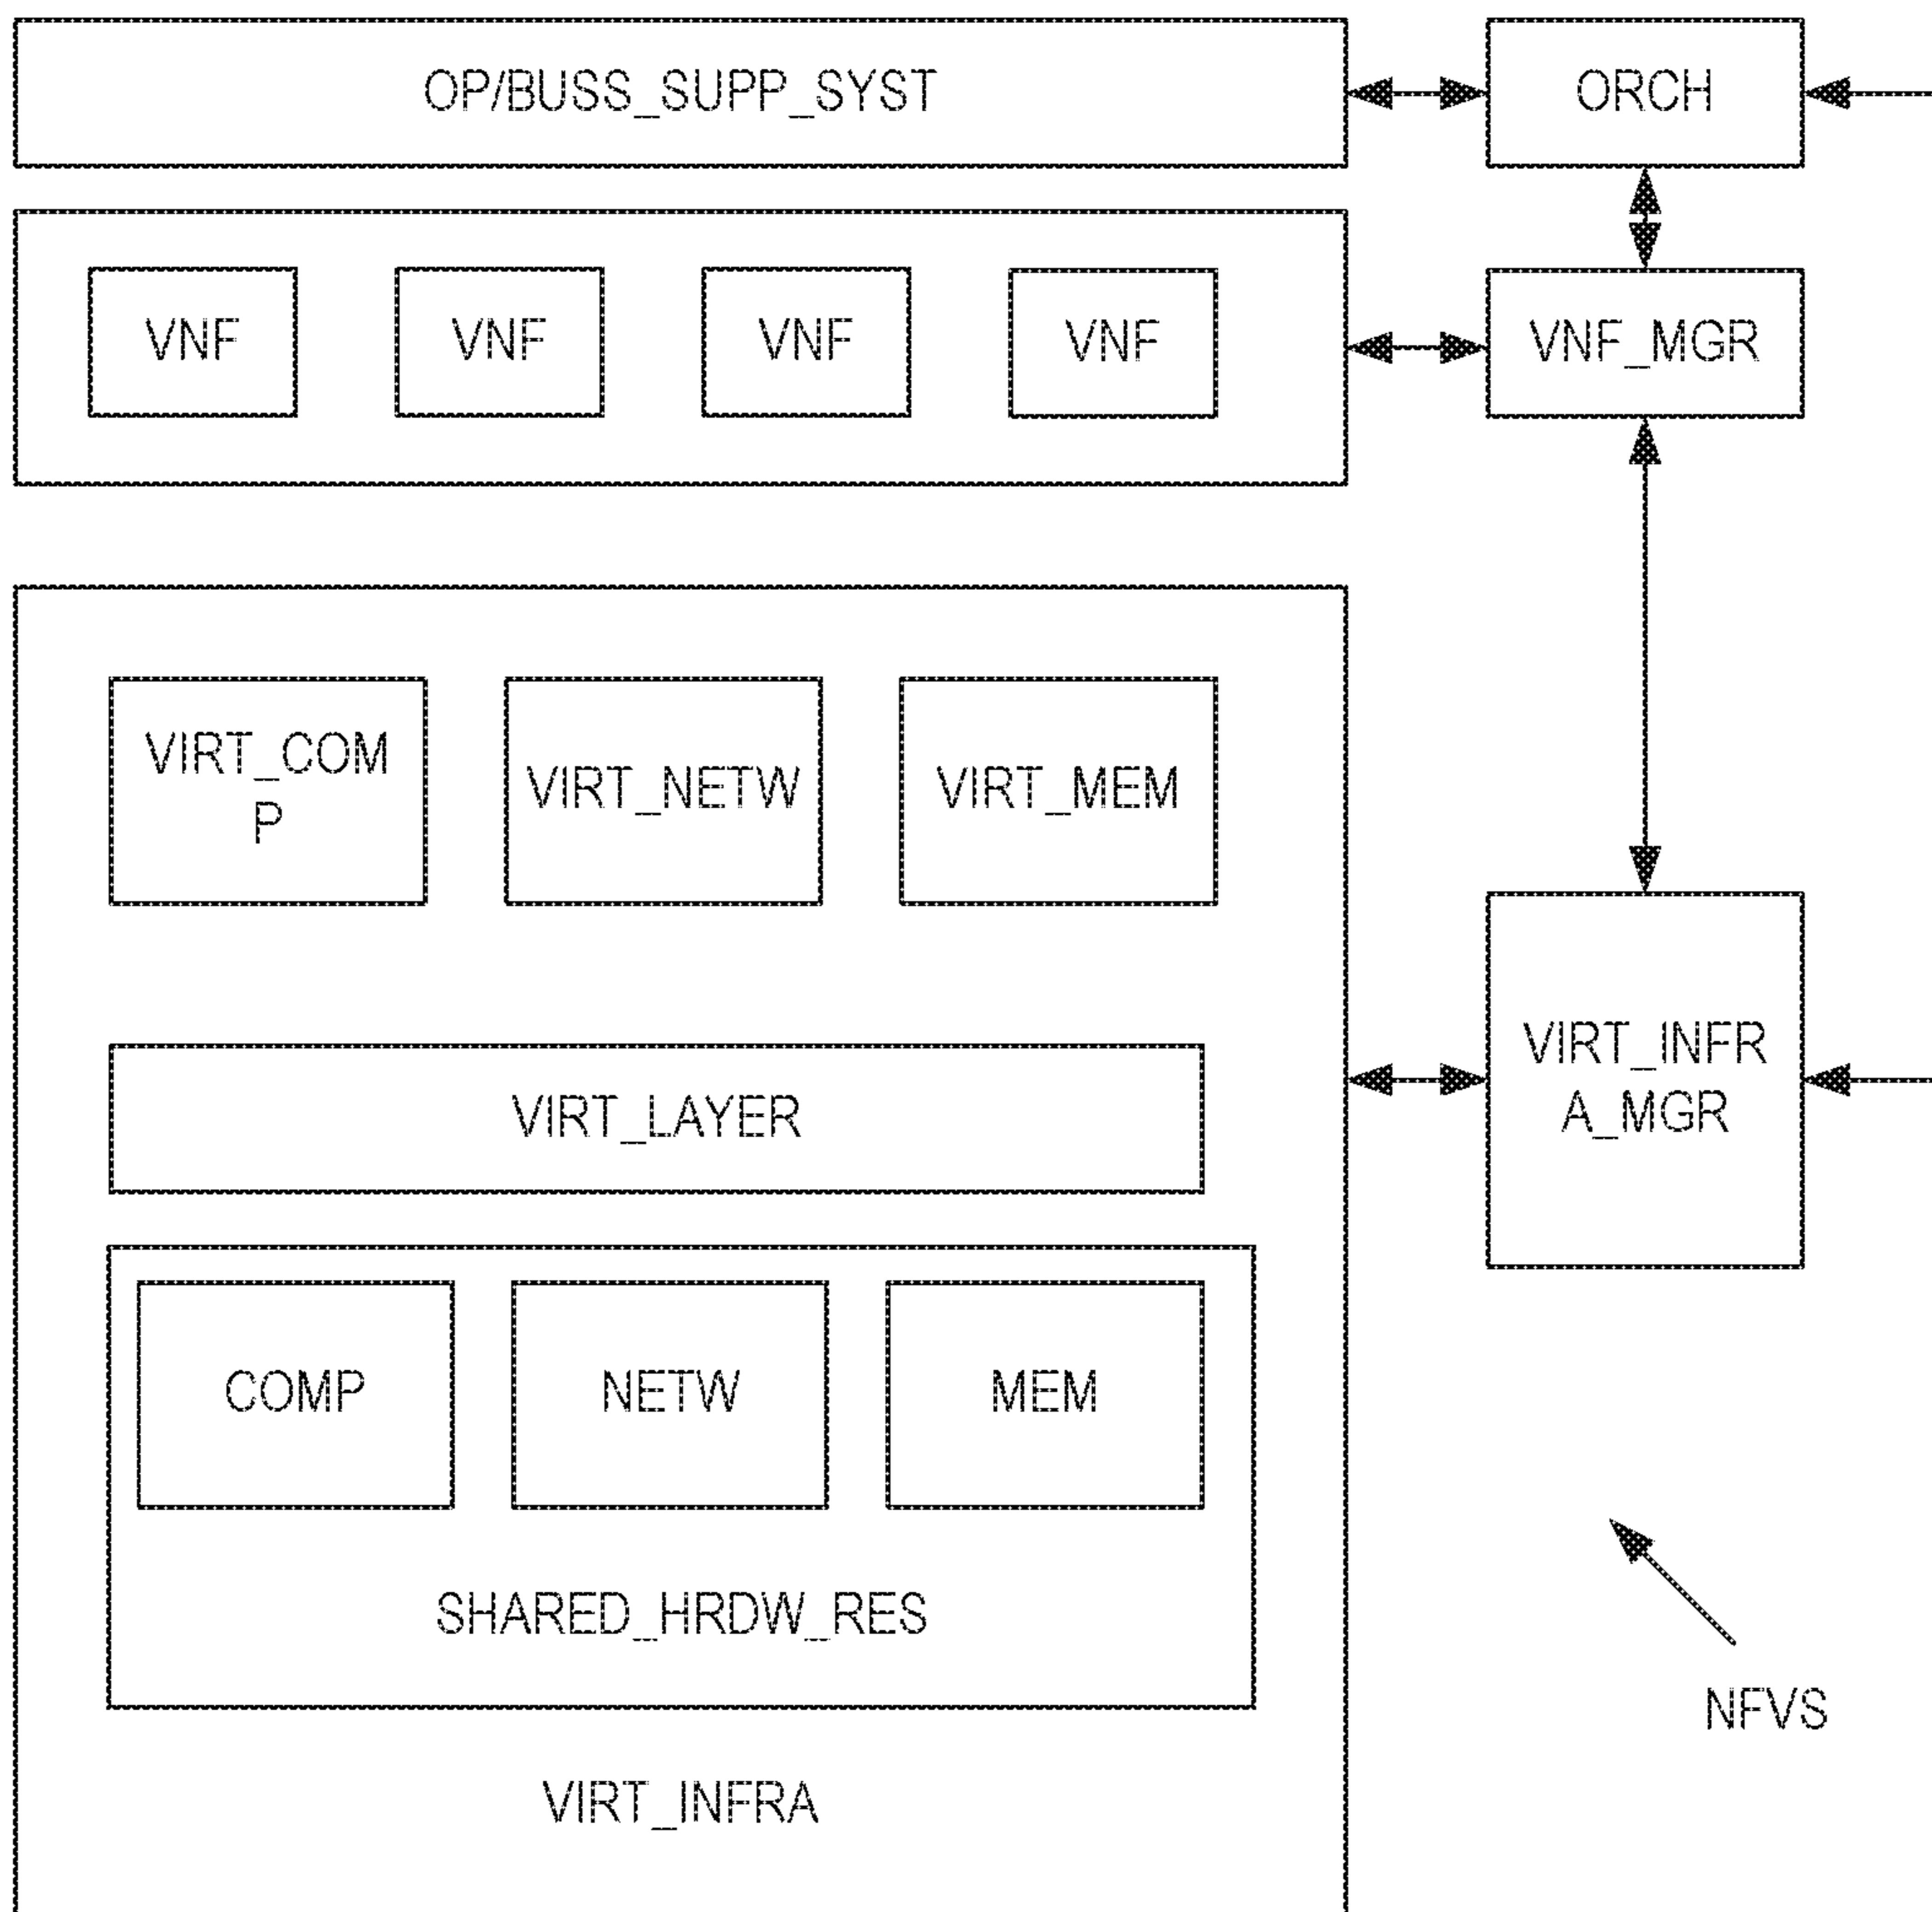 OP/BUSS_SUPP_SYST
ORCH
VNF
VNF
VNF
VNF
VNF_MGR
VIRT_COM
P
VIRT_NETW
VIRT_MEM
VIRT_INFR
A_MGR
VIRT_LAYER
COMP
NETW
MEM
SHARED_HRDW_RES
NFVS
VIRT_INFRA